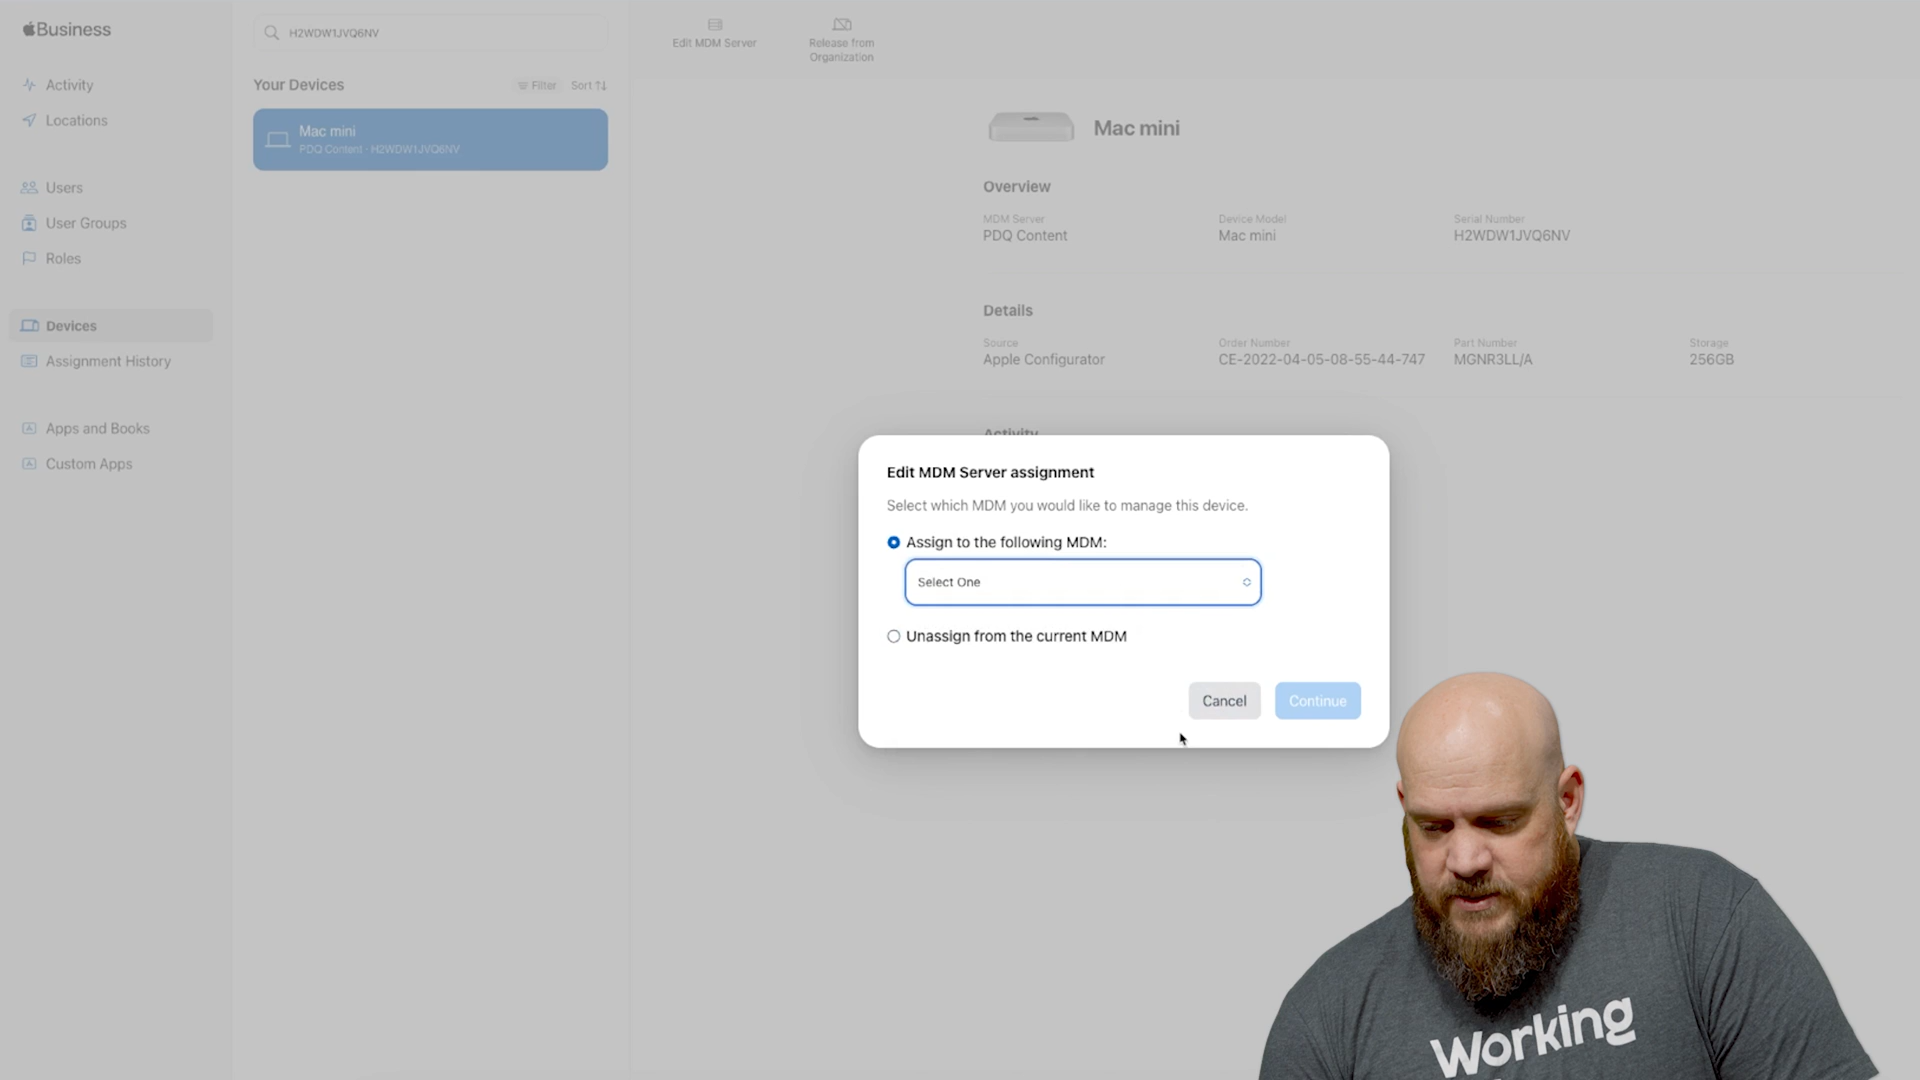 Business
Activity
Locations
Users
User Groups
Roles
Devices
Assignment History
Apps and Books
Custom Apps
H2WDW1JVQ6NV
Your Devices
Filter
Sort
Mac mini
PDQ Content · H2WDW1JVQ6NV
Edit MDM Server
Release from
Organization
Mac mini
Overview
MDM Server
PDQ Content
Device Model
Mac mini
Serial Number
H2WDW1JVQ6NV
Details
Source
Apple Configurator
Order Number
CE-2022-04-05-08-55-44-747
Part Number
MGNR3LL/A
Storage
256GB
Activity
Edit MDM Server assignment
Select which MDM you would like to manage this device.
Assign to the following MDM:
Select One
Unassign from the current MDM
Cancel
Continue
Working